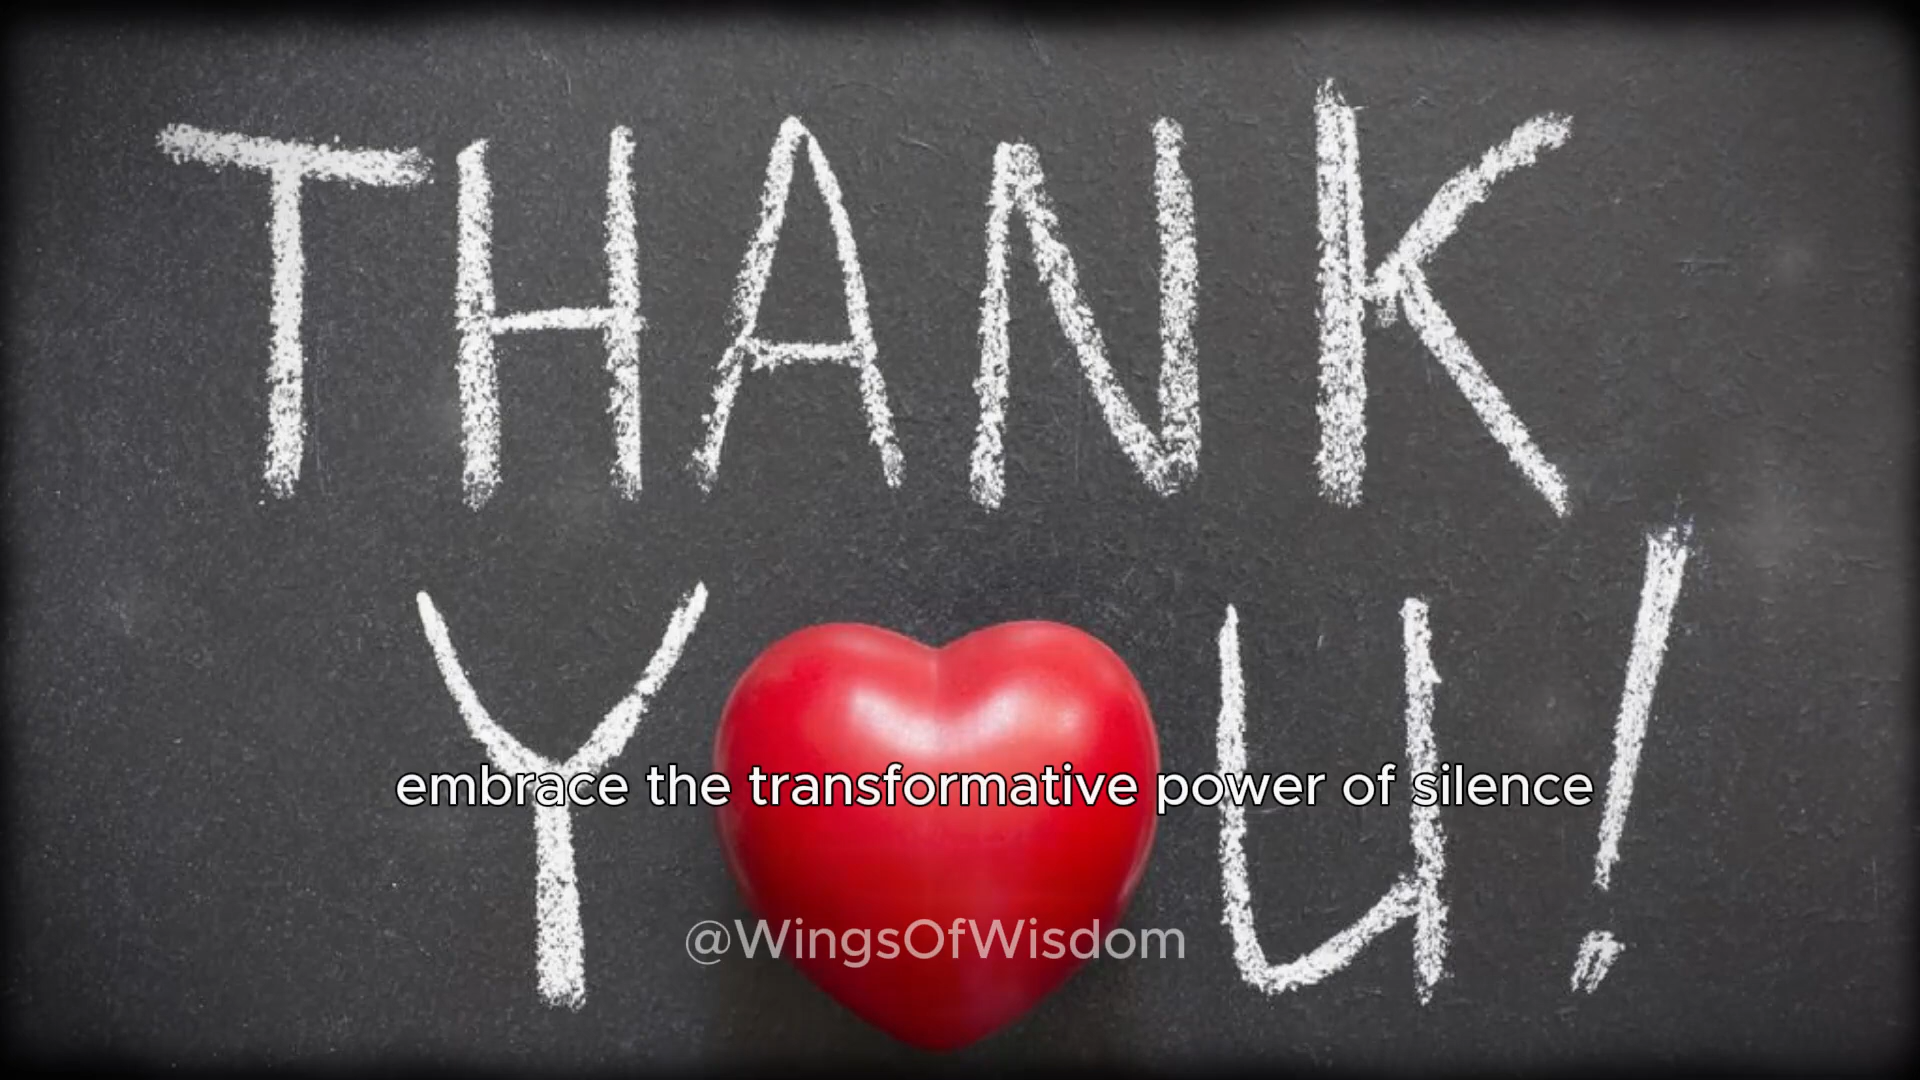 THANK
Y❤U!
embrace the transformative power of silence
@WingsOfWisdom